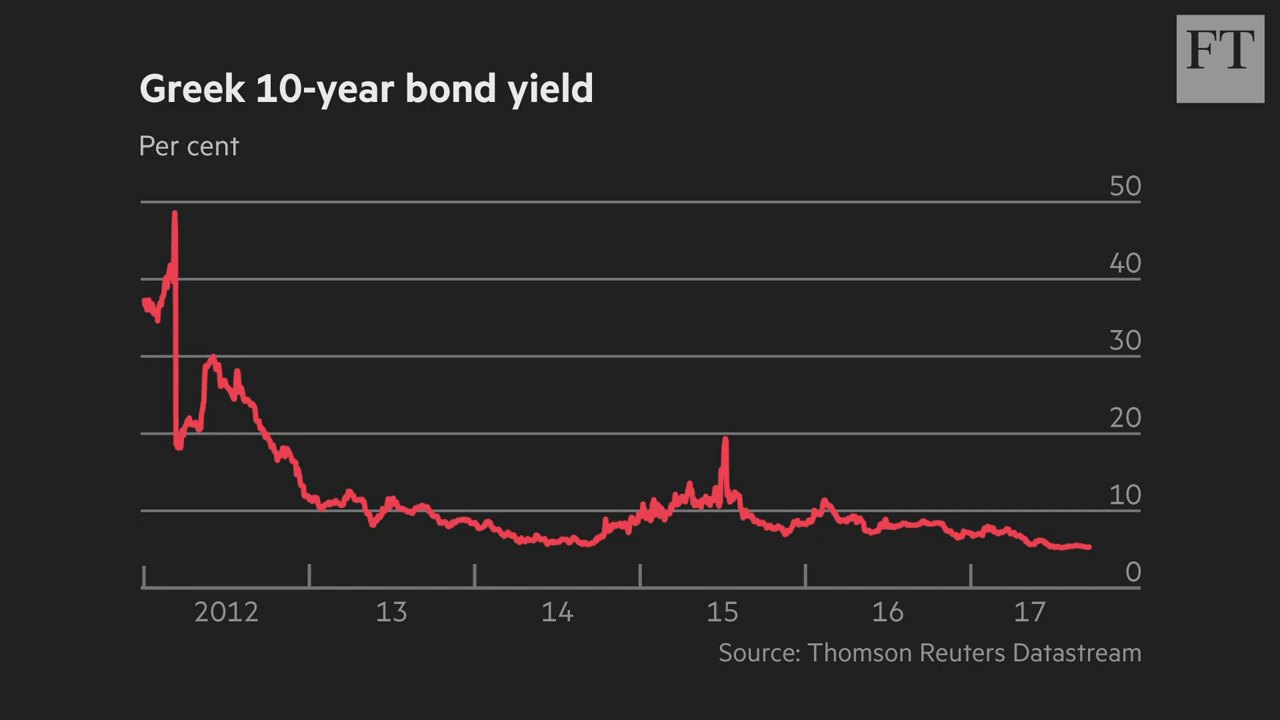 FT
Greek 10-year bond yield
Per cent
50
40
30
20
10
0
2012 13 14 15 16 17
Source: Thomson Reuters Datastream